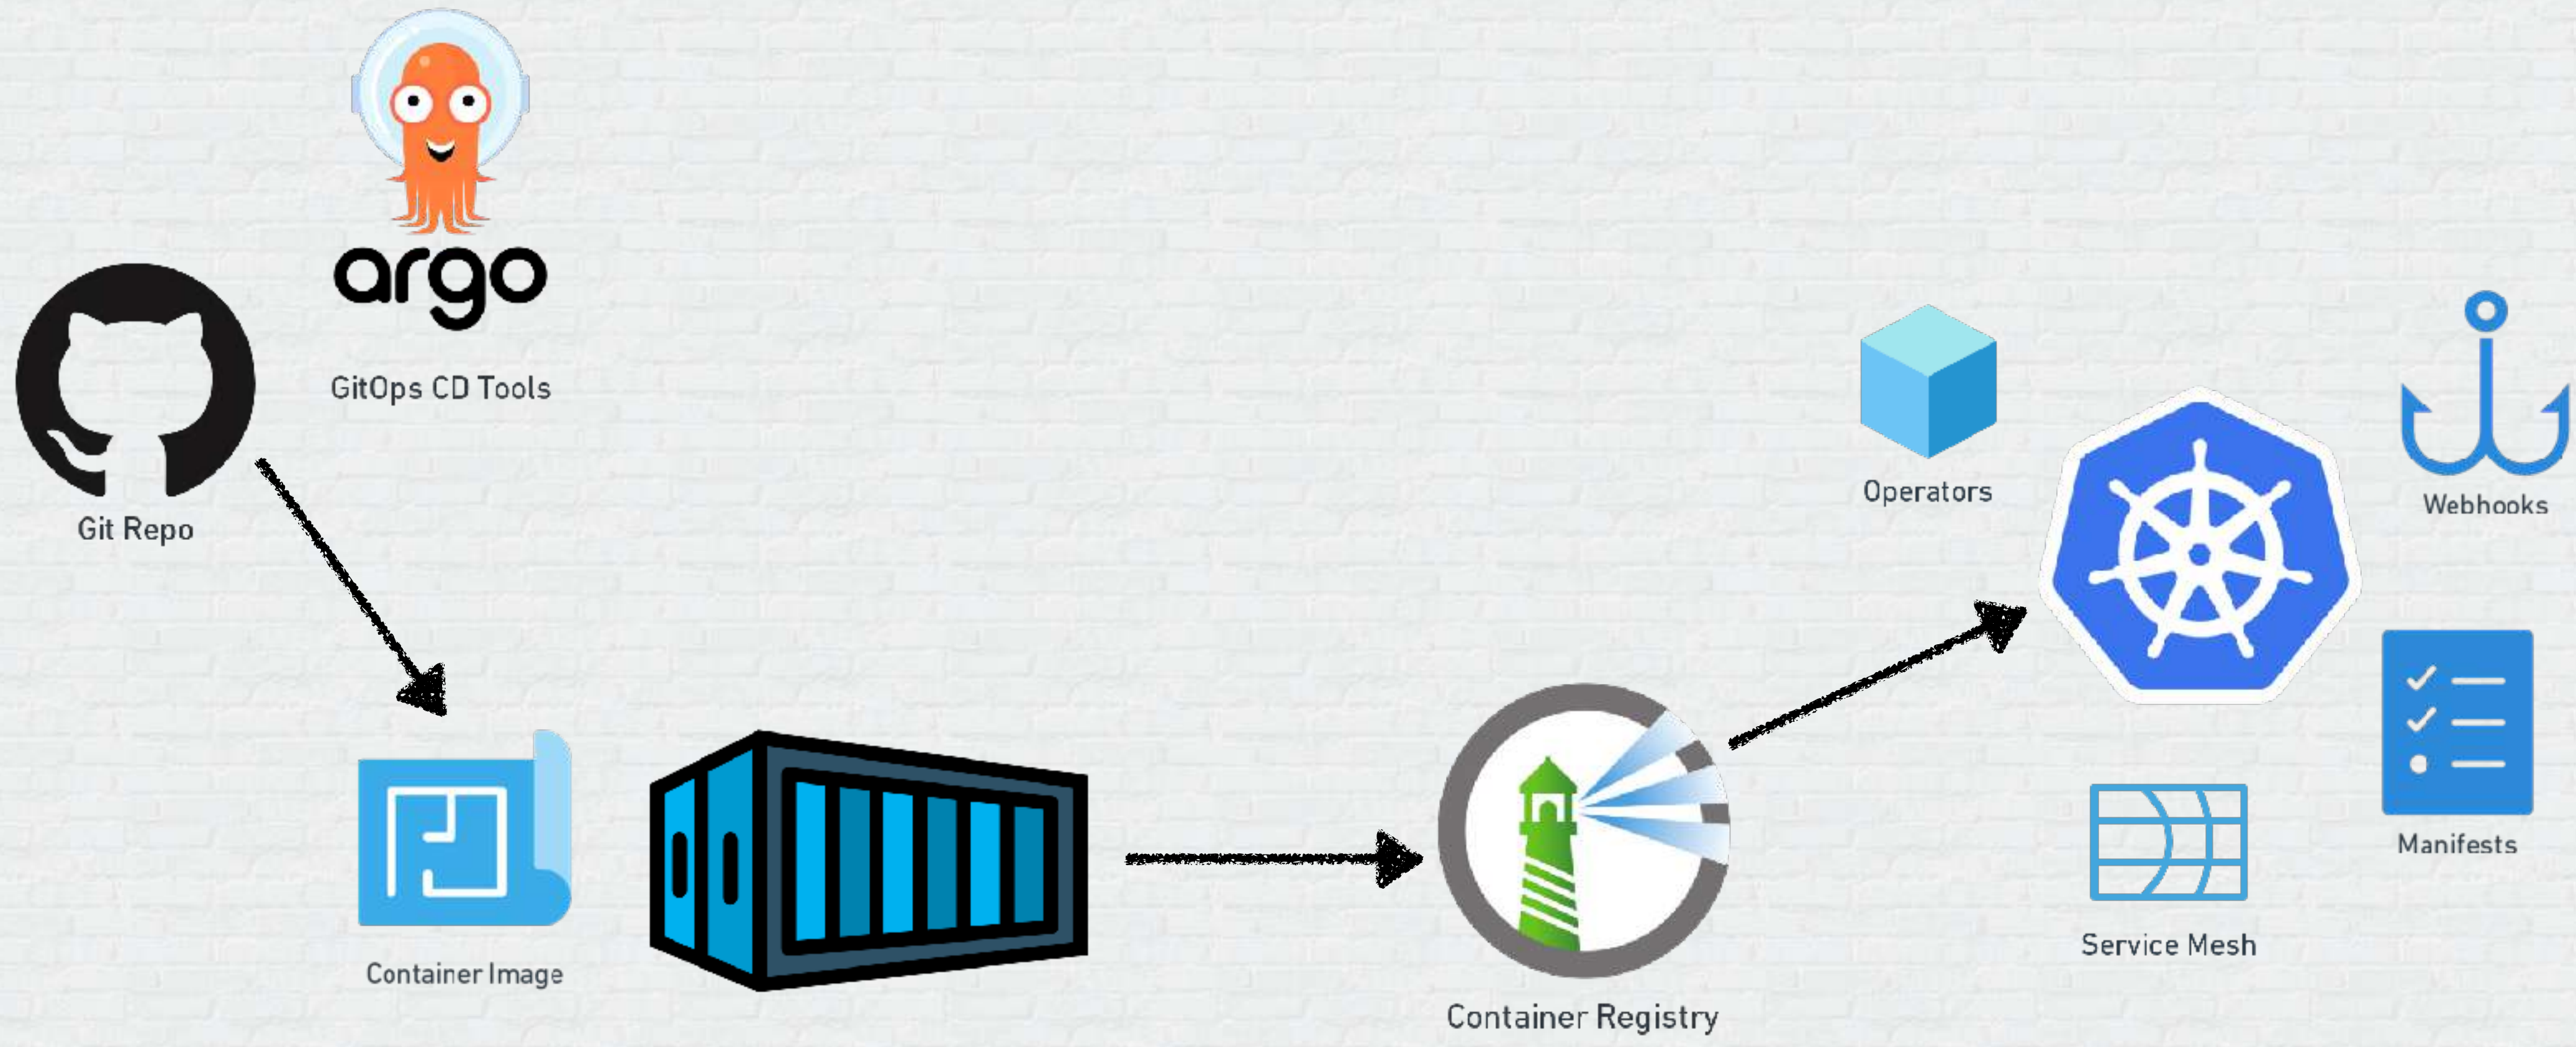 argo
GitOps CD Tools
Git Repo
Container Image
Container Registry
Operators
Webhooks
Manifests
Service Mesh